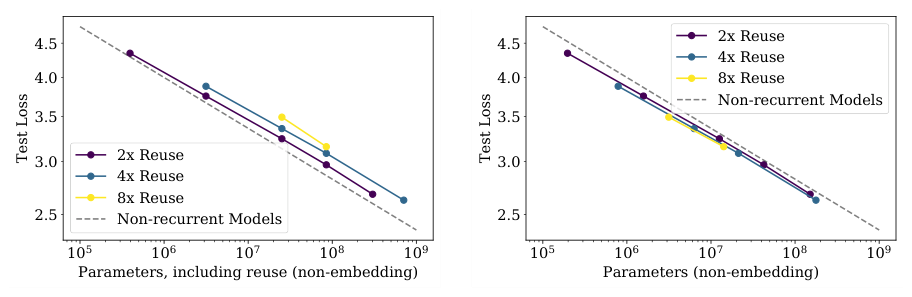 4.5
4.0
3.5
3.0
2.5
Test Loss
2x Reuse
4x Reuse
8x Reuse
Non-recurrent Models
10^5
10^6
10^7
10^8
10^9
Parameters, including reuse (non-embedding)
4.5
4.0
3.5
3.0
2.5
Test Loss
2x Reuse
4x Reuse
8x Reuse
Non-recurrent Models
10^5
10^6
10^7
10^8
10^9
Parameters (non-embedding)